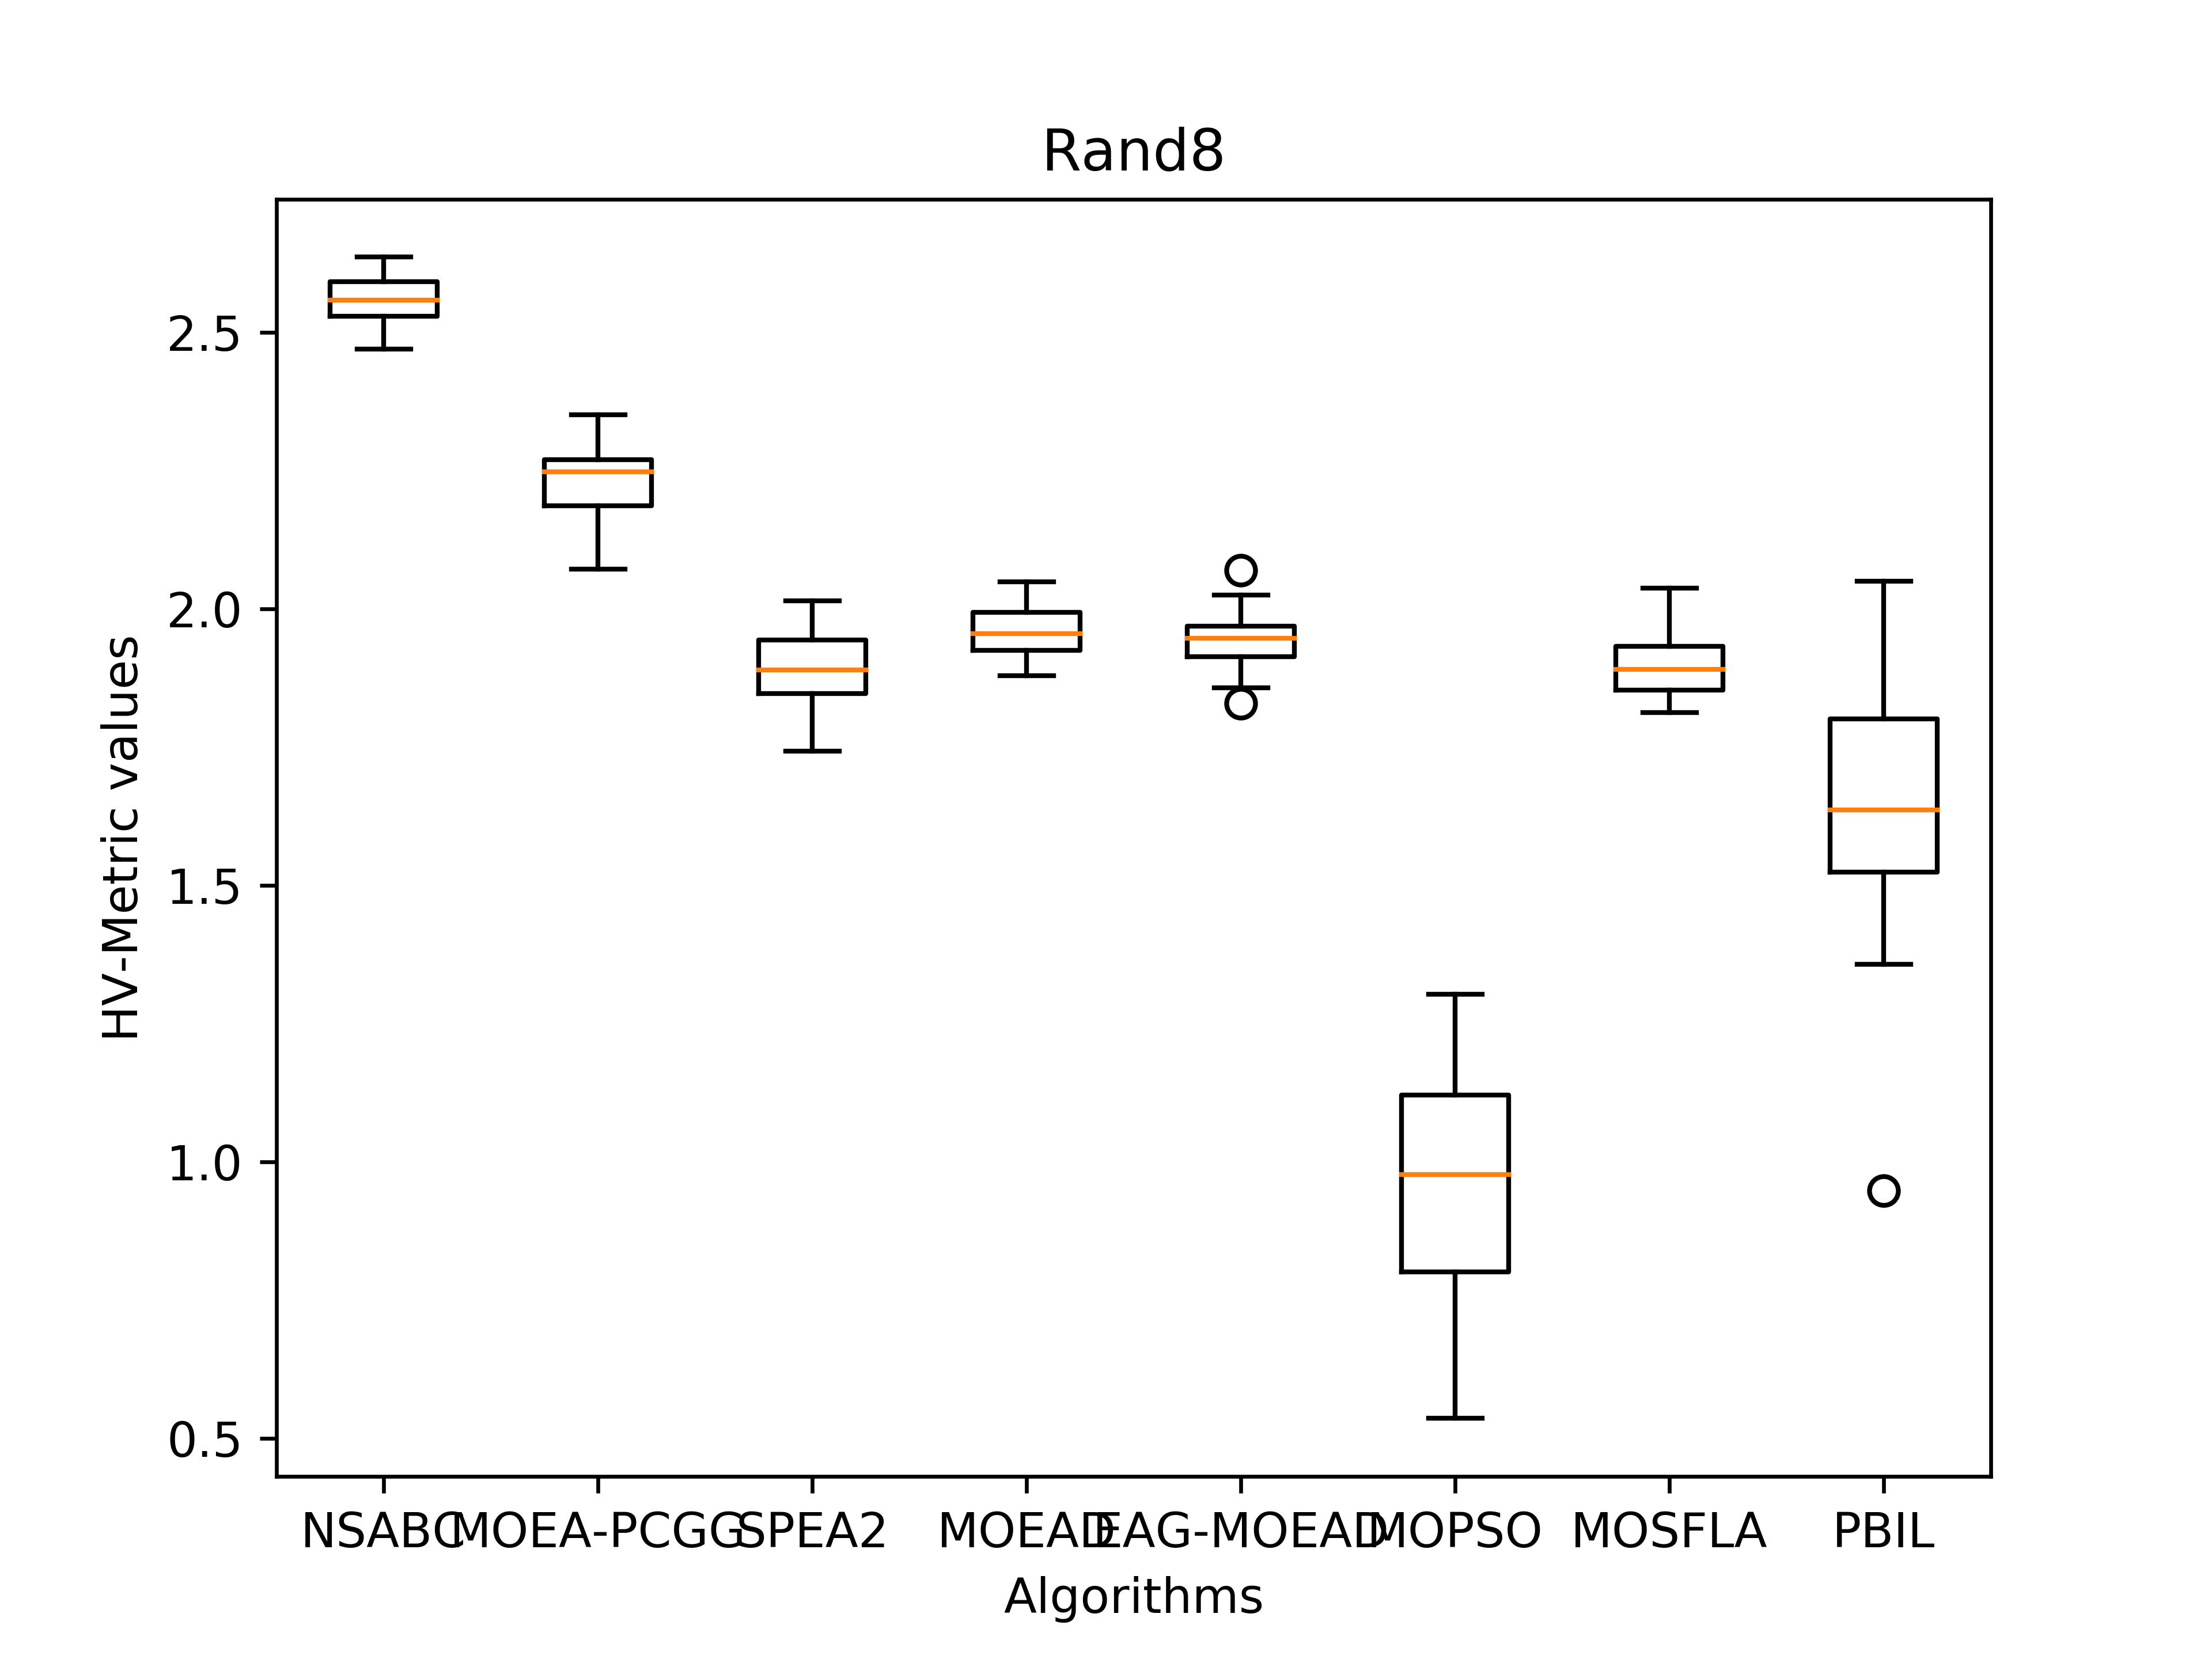 Rand8
HV-Metric values
2.5
2.0
1.5
1.0
0.5
NSABC MOEA-PCGG SPEA2 MOEAD EAG-MOEAD MOPSO MOSFLA PBIL
Algorithms